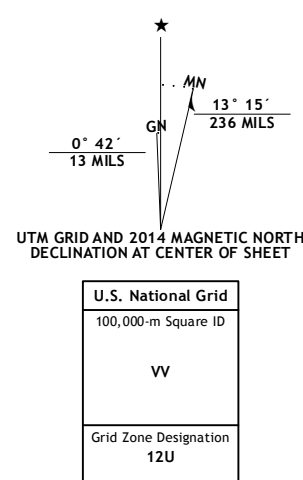 ★
MN
GN
13° 15´
236 MILS
0° 42´
13 MILS
UTM GRID AND 2014 MAGNETIC NORTH
DECLINATION AT CENTER OF SHEET
U.S. National Grid
100,000-m Square ID
VV
Grid Zone Designation
12U